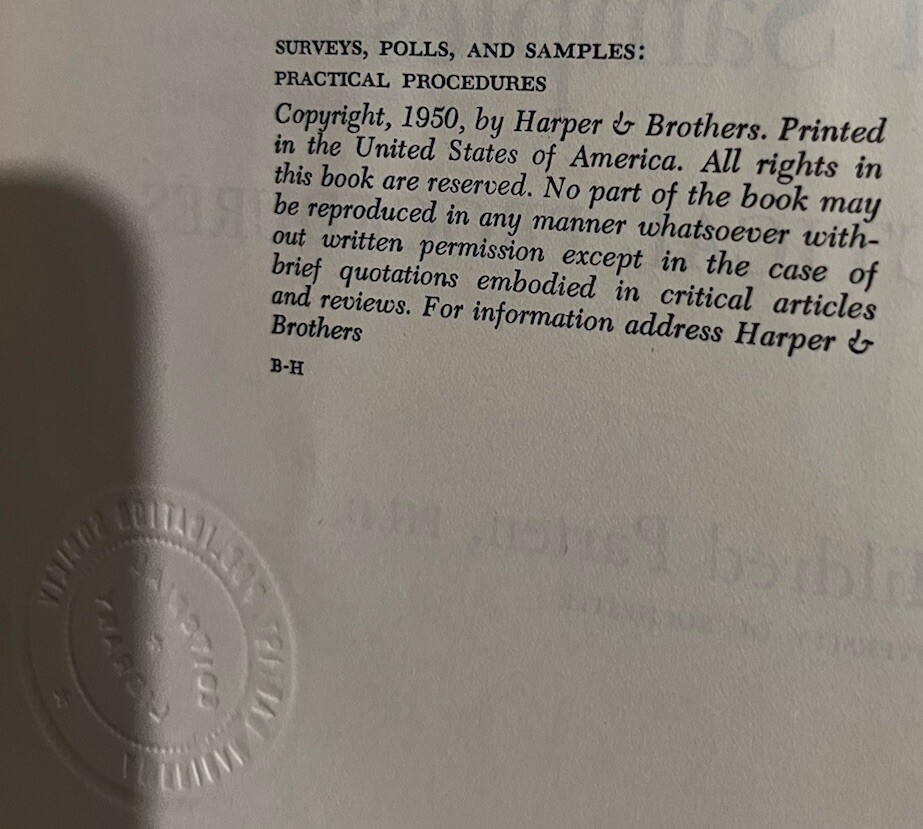 SURVEYS, POLLS, AND SAMPLES:
PRACTICAL PROCEDURES
Copyright, 1950, by Harper & Brothers. Printed
in the United States of America. All rights in
this book are reserved. No part of the book may
be reproduced in any manner whatsoever with-
out written permission except in the case of
brief quotations embodied in critical articles
and reviews. For information address Harper &
Brothers
B-H